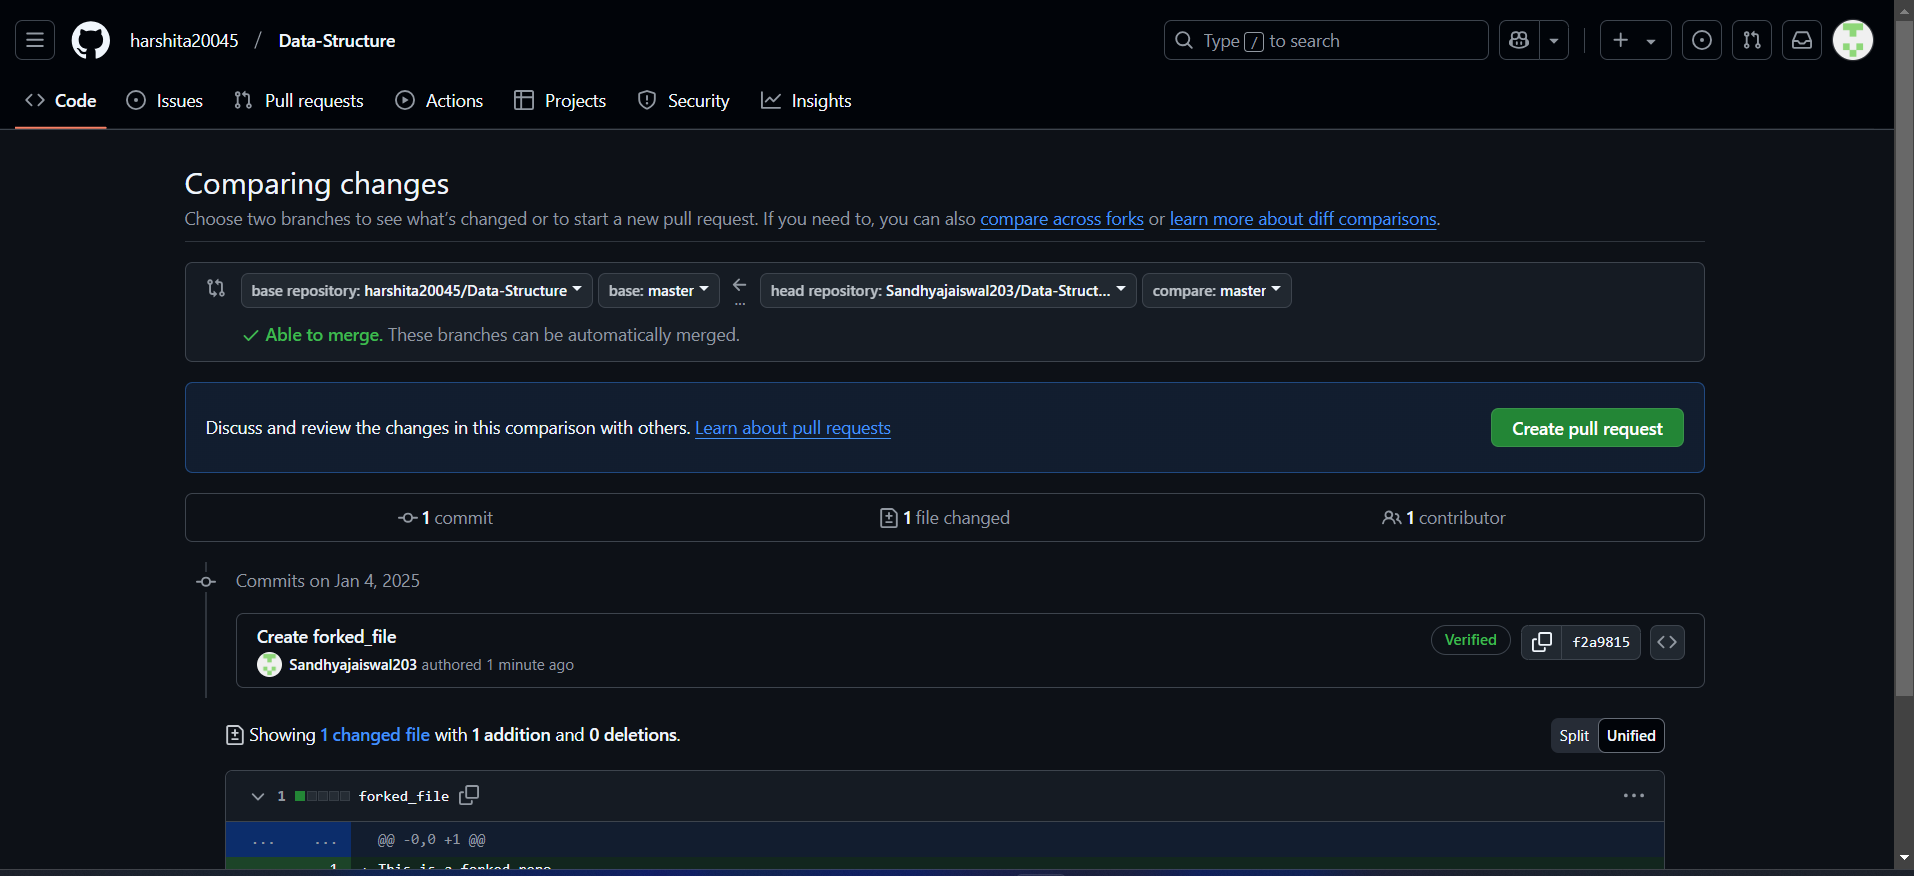 harshita20045 / Data-Structure
Type / to search
Code Issues Pull requests Actions Projects Security Insights
Comparing changes
Choose two branches to see what's changed or to start a new pull request. If you need to, you can also compare across forks or learn more about diff comparisons.
base repository: harshita20045/Data-Structure base: master ... head repository: Sandhyajaiswal203/Data-Struct... compare: master
Able to merge. These branches can be automatically merged.
Discuss and review the changes in this comparison with others. Learn about pull requests
Create pull request
1 commit 1 file changed 1 contributor
Commits on Jan 4, 2025
Create forked_file
Sandhyajaiswal203 authored 1 minute ago
Verified f2a9815
Showing 1 changed file with 1 addition and 0 deletions.
Split Unified
1 forked_file
... ... @@ -0,0 +1 @@
1 + This is a forked repo